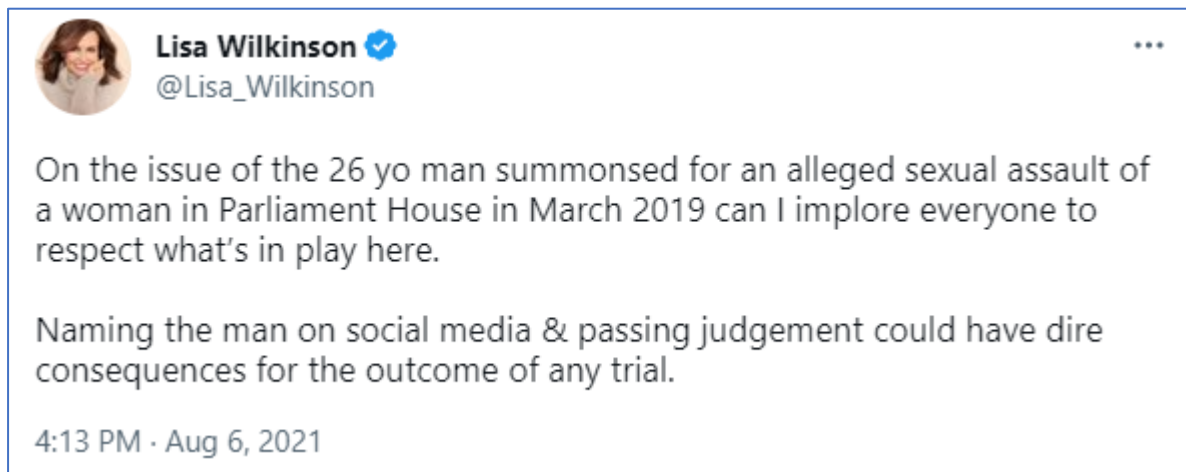 Lisa Wilkinson
@Lisa_Wilkinson
On the issue of the 26 yo man summonsed for an alleged sexual assault of
a woman in Parliament House in March 2019 can I implore everyone to
respect what's in play here.
Naming the man on social media & passing judgement could have dire
consequences for the outcome of any trial.
4:13 PM · Aug 6, 2021